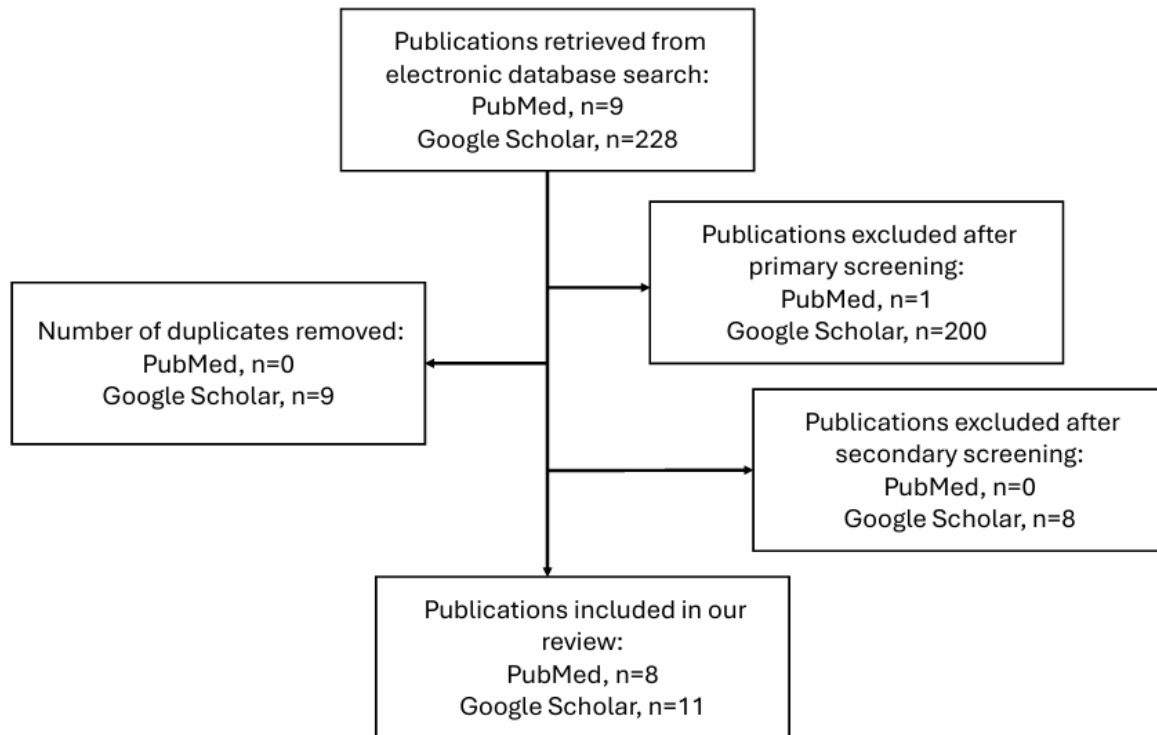 Publications retrieved from
electronic database search:
PubMed, n=9
Google Scholar, n=228
Publications excluded after
primary screening:
PubMed, n=1
Google Scholar, n=200
Number of duplicates removed:
PubMed, n=0
Google Scholar, n=9
Publications excluded after
secondary screening:
PubMed, n=0
Google Scholar, n=8
Publications included in our
review:
PubMed, n=8
Google Scholar, n=11